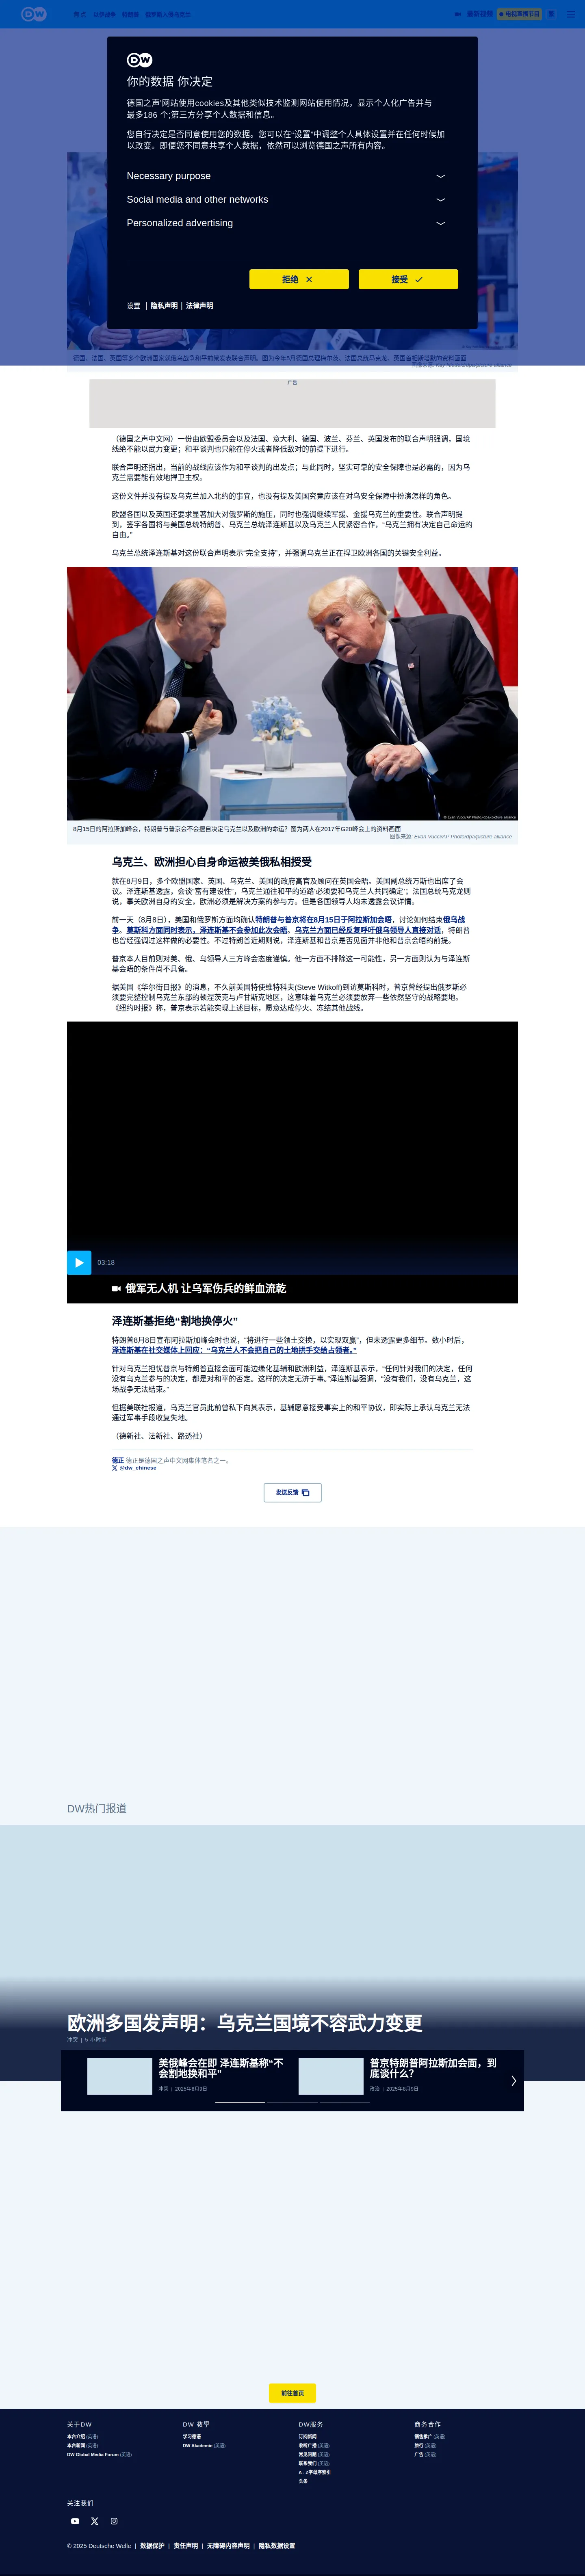 DW
最新视频
电视直播节目
DW
你的数据 你决定
德国之声'网站使用cookies及其他类似技术监测网站使用情况，显示个人化广告并与
最多186 个;第三方分享个人数据和信息。
您自行决定是否同意使用您的数据。您可以在“设置”中调整个人具体设置并在任何时候加
以改变。即便您不同意共享个人数据，依然可以浏览德国之声所有内容。
Necessary purpose
Social media and other networks
Personalized advertising
拒绝
接受
设置 | 隐私声明 | 法律声明
德国、法国、英国等多个欧洲国家就俄乌战争和平前景发表联合声明。图为今年5月德国总理梅尔茨、法国总统马克龙、英国首相斯塔默的资料画面
广告
（德国之声中文网）一份由欧盟委员会以及法国、意大利、德国、波兰、芬兰、英国发布的联合声明强调，国境
线绝不能以武力变更；和平谈判也只能在停火或者降低敌对的前提下进行。
联合声明还指出，当前的战线应该作为和平谈判的出发点；与此同时，坚实可靠的安全保障也是必需的，因为乌
克兰需要能有效地捍卫主权。
这份文件并没有提及乌克兰加入北约的事宜，也没有提及美国究竟应该在对乌安全保障中扮演怎样的角色。
欧盟各国以及英国还要求显著加大对俄罗斯的施压，同时也强调继续军援、金援乌克兰的重要性。联合声明提
到，签字各国将与美国总统特朗普、乌克兰总统泽连斯基以及乌克兰人民紧密合作，“乌克兰拥有决定自己命运的
自由。”
乌克兰总统泽连斯基对这份联合声明表示“完全支持”，并强调乌克兰正在捍卫欧洲各国的关键安全利益。
© Evan Vucci/AP Photo/dpa/picture alliance
8月15日的阿拉斯加峰会，特朗普与普京会不会擅自决定乌克兰以及欧洲的命运？图为两人在2017年G20峰会上的资料画面
图像来源: Evan Vucci/AP Photo/dpa/picture alliance
乌克兰、欧洲担心自身命运被美俄私相授受
就在8月9日，多个欧盟国家、英国、乌克兰、美国的政府高官及顾问在英国会晤。美国副总统万斯也出席了会
议。泽连斯基透露，会谈“富有建设性”，乌克兰通往和平的道路‘必须要和乌克兰人共同确定’；法国总统马克龙则
说，事关欧洲自身的安全，欧洲必须是解决方案的参与方。但是各国领导人均未透露会议详情。
前一天（8月8日），美国和俄罗斯方面均确认特朗普与普京将在8月15日于阿拉斯加会晤，讨论如何结束俄乌战
争。莫斯科方面同时表示，泽连斯基不会参加此次会晤。乌克兰方面已经反复呼吁俄乌领导人直接对话，特朗普
也曾经强调过这样做的必要性。不过特朗普近期则说，泽连斯基和普京是否见面并非他和普京会晤的前提。
普京本人目前则对美、俄、乌领导人三方峰会态度谨慎。他一方面不排除这一可能性，另一方面则认为与泽连斯
基会晤的条件尚不具备。
据美国《华尔街日报》的消息，不久前美国特使维特科夫(Steve Witkoff)到访莫斯科时，普京曾经提出俄罗斯必
须要完整控制乌克兰东部的顿涅茨克与卢甘斯克地区，这意味着乌克兰必须要放弃一些依然坚守的战略要地。
《纽约时报》称，普京表示若能实现上述目标，愿意达成停火、冻结其他战线。
03:18
俄军无人机 让乌军伤兵的鲜血流乾
泽连斯基拒绝“割地换停火”
特朗普8月8日宣布阿拉斯加峰会时也说，“将进行一些领土交换，以实现双赢”，但未透露更多细节。数小时后，
泽连斯基在社交媒体上回应：“乌克兰人不会把自己的土地拱手交给占领者。”
针对乌克兰担忧普京与特朗普直接会面可能边缘化基辅和欧洲利益，泽连斯基表示，“任何针对我们的决定，任何
没有乌克兰参与的决定，都是对和平的否定。这样的决定无济于事。”泽连斯基强调，“没有我们，没有乌克兰，这
场战争无法结束。”
但据美联社报道，乌克兰官员此前曾私下向其表示，基辅愿意接受事实上的和平协议，即实际上承认乌克兰无法
通过军事手段收复失地。
（德新社、法新社、路透社）
德正 德正是德国之声中文网集体笔名之一。
@dw_chinese
发送反馈
DW热门报道
欧洲多国发声明：乌克兰国境不容武力变更
冲突 | 5 小时前
美俄峰会在即 泽连斯基称“不
会割地换和平”
冲突 | 2025年8月9日
普京特朗普阿拉斯加会面，到
底谈什么？
政治 | 2025年8月9日
前往首页
关于DW
本台介绍 (英语)
本台新闻 (英语)
DW Global Media Forum (英语)
DW 教學
学习德语
DW Akademie (英语)
DW服务
订阅新闻
收听广播 (英语)
常见问题 (英语)
联系我们 (英语)
A - Z字母序索引
头条
商务合作
销售推广 (英语)
旅行 (英语)
广告 (英语)
关注我们
© 2025 Deutsche Welle | 数据保护 | 责任声明 | 无障碍内容声明 | 隐私数据设置